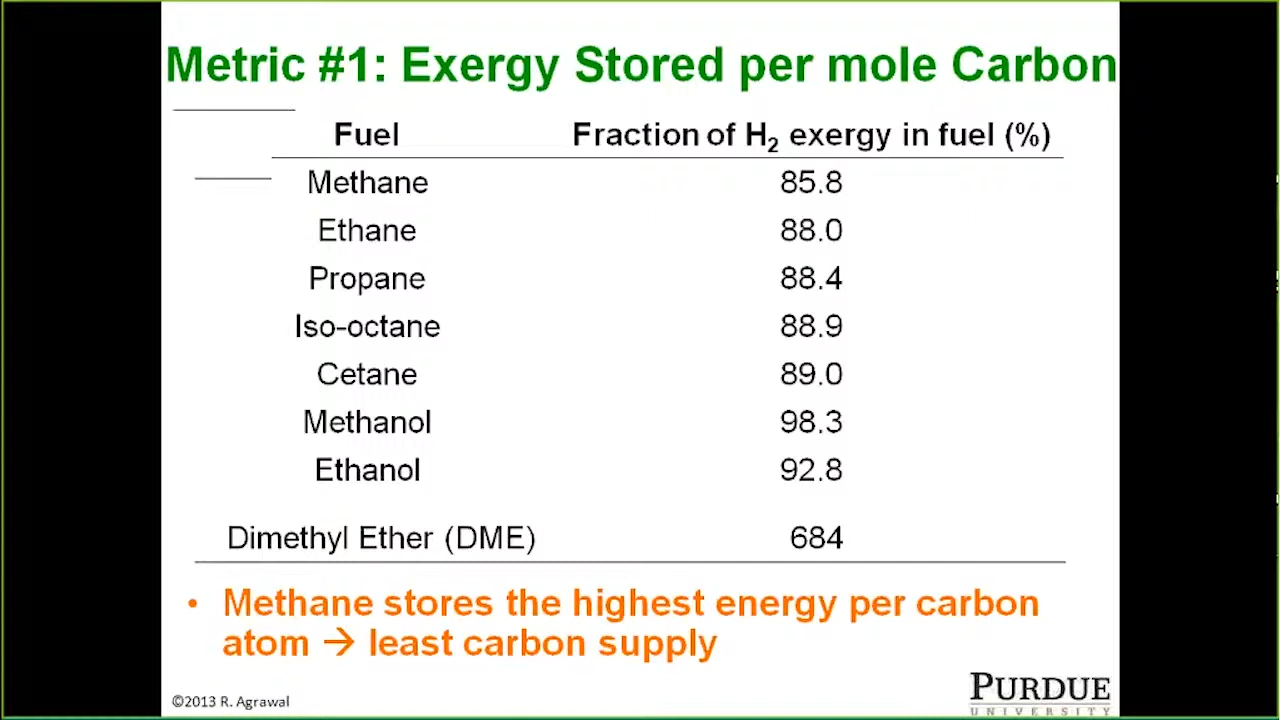 Metric #1: Exergy Stored per mole Carbon
Fuel Fraction of H₂ exergy in fuel (%)
Methane 85.8
Ethane 88.0
Propane 88.4
Iso-octane 88.9
Cetane 89.0
Methanol 98.3
Ethanol 92.8
Dimethyl Ether (DME) 684
• Methane stores the highest energy per carbon
atom → least carbon supply
©2013 R. Agrawal
PURDUE
UNIVERSITY